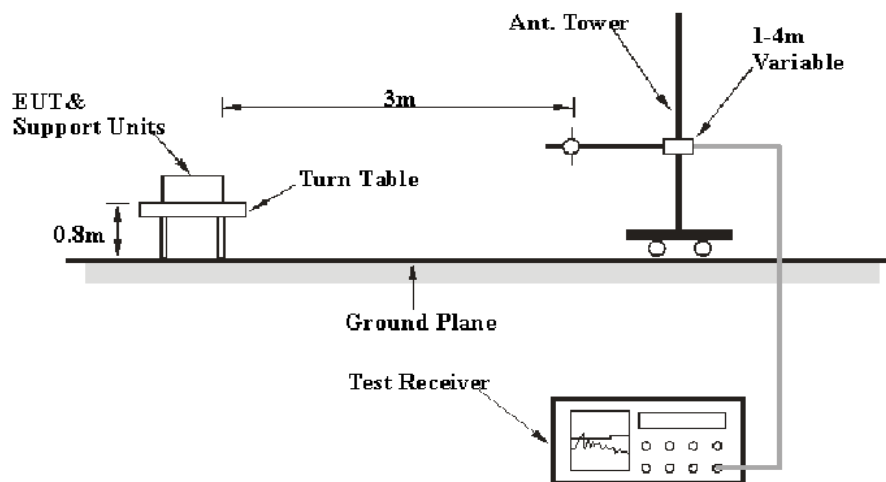 Ant. Tower
1-4m
Variable
3m
EUT &
Support Units
Turn Table
0.8m
Ground Plane
Test Receiver